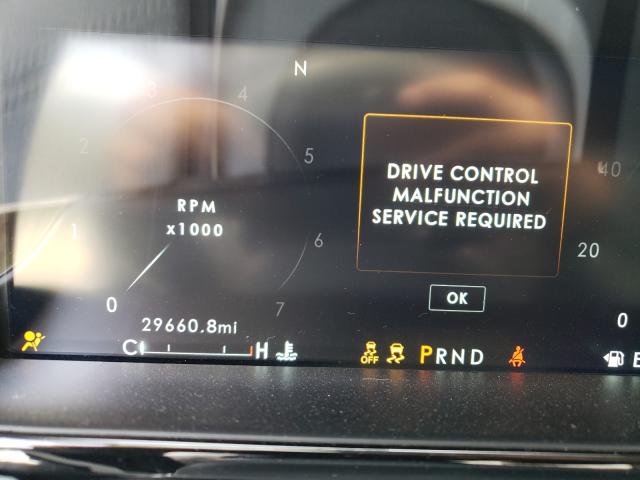 N
3
4
2
5
DRIVE CONTROL
MALFUNCTION
SERVICE REQUIRED
40
RPM
x1000
1
6
20
OK
0
7
0
29660.8mi
C H
OFF PRND
E